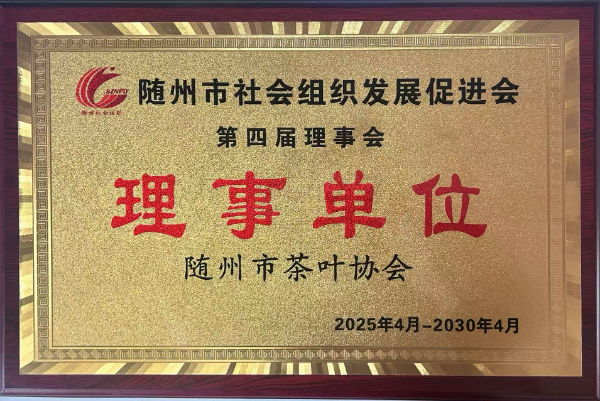 随州市社会组织发展促进会
第四届理事会
理事单位
随州市茶叶协会
2025年4月-2030年4月